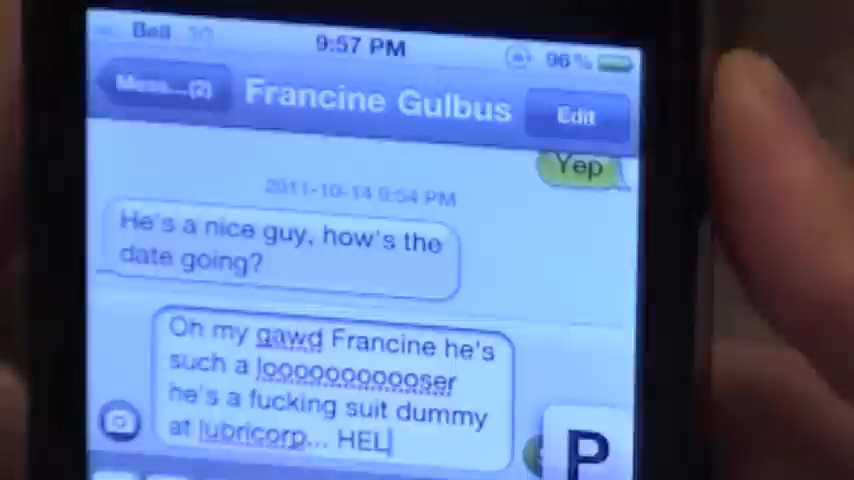 Bell 3G 9:57 PM 96%
Mess...(2) Francine Gulbus Edit
Yep
2011-10-14 9:54 PM
He's a nice guy, how's the
date going?
Oh my gawd Francine he's
such a looooooooooser
he's a fucking suit dummy
at lubricorp... HEL
P